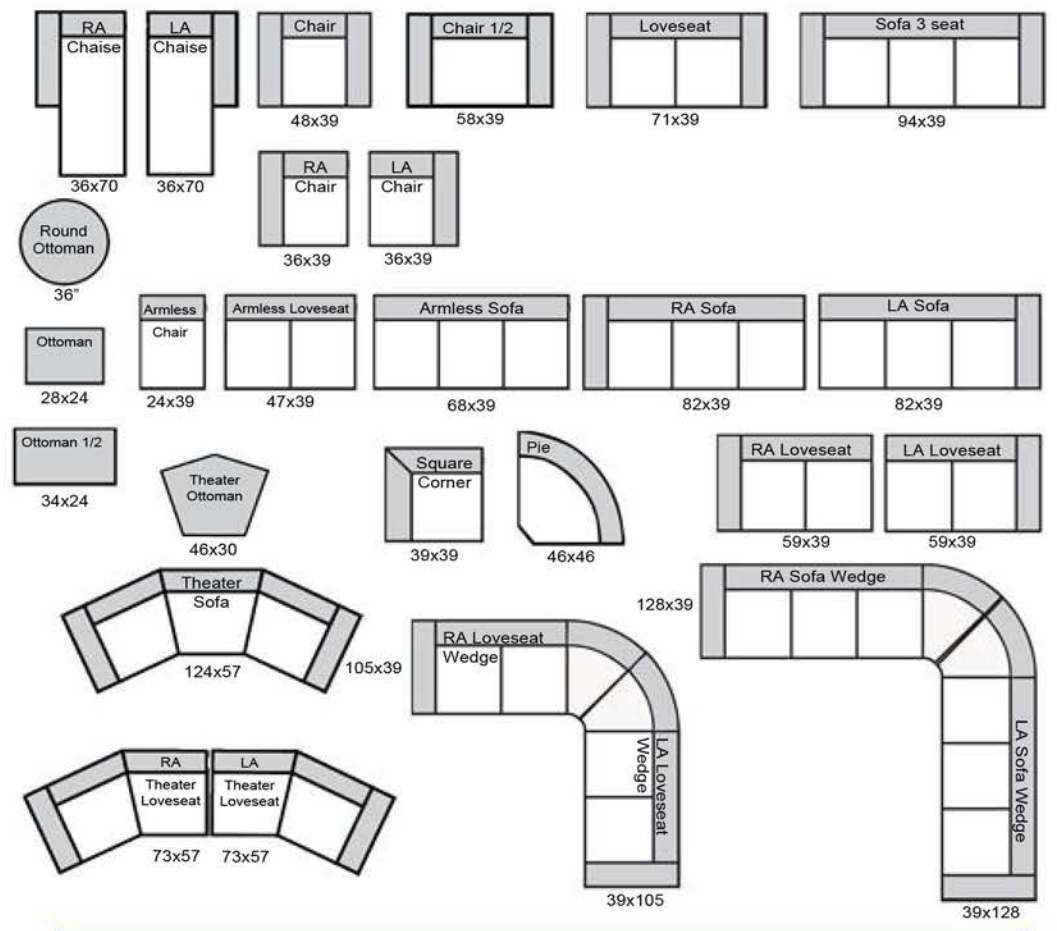 RA
Chaise
36x70
LA
Chaise
36x70
Chair
48x39
Chair 1/2
58x39
Loveseat
71x39
Sofa 3 seat
94x39
RA
Chair
36x39
LA
Chair
36x39
Round
Ottoman
36"
Ottoman
28x24
Armless
Chair
24x39
Armless Loveseat
47x39
Armless Sofa
68x39
RA Sofa
82x39
LA Sofa
82x39
Ottoman 1/2
34x24
Theater
Ottoman
46x30
Square
Corner
39x39
Pie
46x46
RA Loveseat
59x39
LA Loveseat
59x39
Theater
Sofa
124x57
105x39
RA Loveseat
Wedge
LA Loveseat
Wedge
39x105
128x39
RA Sofa Wedge
LA Sofa Wedge
39x128
RA
Theater
Loveseat
73x57
LA
Theater
Loveseat
73x57